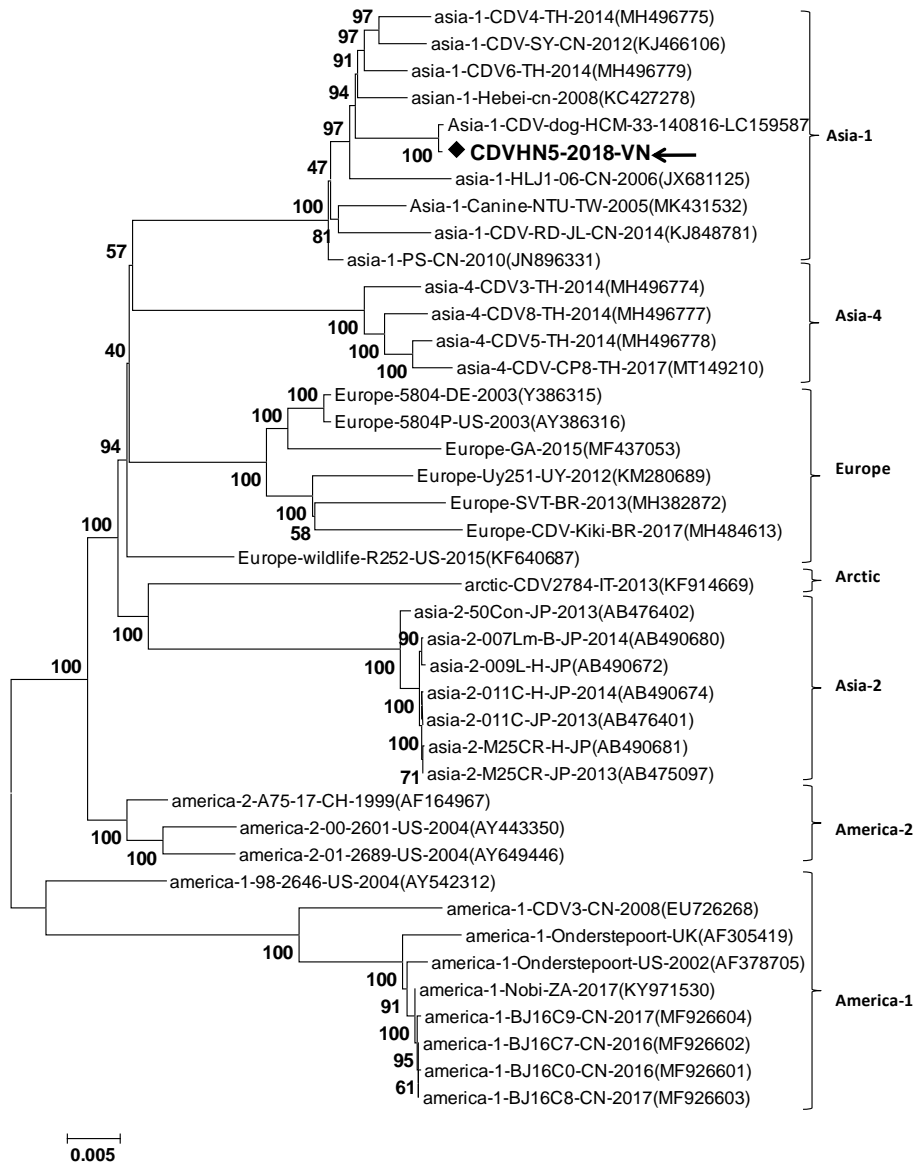 97
asia-1-CDV4-TH-2014(MH496775)
97
asia-1-CDV-SY-CN-2012(KJ466106)
91
asia-1-CDV6-TH-2014(MH496779)
94
asian-1-Hebei-cn-2008(KC427278)
97
Asia-1-CDV-dog-HCM-33-140816-LC159587
Asia-1
100
CDVHN5-2018-VN
47
asia-1-HLJ1-06-CN-2006(JX681125)
100
Asia-1-Canine-NTU-TW-2005(MK431532)
81
asia-1-CDV-RD-JL-CN-2014(KJ848781)
57
asia-1-PS-CN-2010(JN896331)
asia-4-CDV3-TH-2014(MH496774)
100
asia-4-CDV8-TH-2014(MH496777)
Asia-4
100
asia-4-CDV5-TH-2014(MH496778)
40
100
asia-4-CDV-CP8-TH-2017(MT149210)
100
Europe-5804-DE-2003(Y386315)
100
Europe-5804P-US-2003(AY386316)
94
Europe-GA-2015(MF437053)
100
Europe-Uy251-UY-2012(KM280689)
Europe
100
Europe-SVT-BR-2013(MH382872)
100
58
Europe-CDV-Kiki-BR-2017(MH484613)
Europe-wildlife-R252-US-2015(KF640687)
arctic-CDV2784-IT-2013(KF914669)
Arctic
asia-2-50Con-JP-2013(AB476402)
100
90
asia-2-007Lm-B-JP-2014(AB490680)
100
100
asia-2-009L-H-JP(AB490672)
asia-2-011C-H-JP-2014(AB490674)
Asia-2
100
asia-2-011C-JP-2013(AB476401)
100
asia-2-M25CR-H-JP(AB490681)
71
asia-2-M25CR-JP-2013(AB475097)
america-2-A75-17-CH-1999(AF164967)
100
america-2-00-2601-US-2004(AY443350)
America-2
100
america-2-01-2689-US-2004(AY649446)
america-1-98-2646-US-2004(AY542312)
america-1-CDV3-CN-2008(EU726268)
100
america-1-Onderstepoort-UK(AF305419)
100
america-1-Onderstepoort-US-2002(AF378705)
america-1-Nobi-ZA-2017(KY971530)
America-1
91
america-1-BJ16C9-CN-2017(MF926604)
100
america-1-BJ16C7-CN-2016(MF926602)
95
america-1-BJ16C0-CN-2016(MF926601)
61
america-1-BJ16C8-CN-2017(MF926603)
0.005